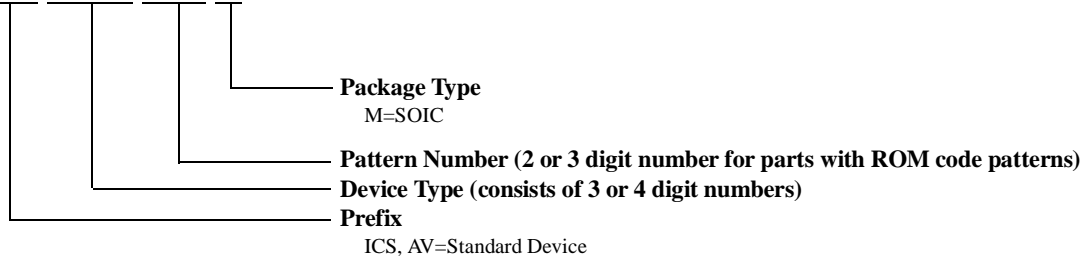 Package Type
M=SOIC
Pattern Number (2 or 3 digit number for parts with ROM code patterns)
Device Type (consists of 3 or 4 digit numbers)
Prefix
ICS, AV=Standard Device